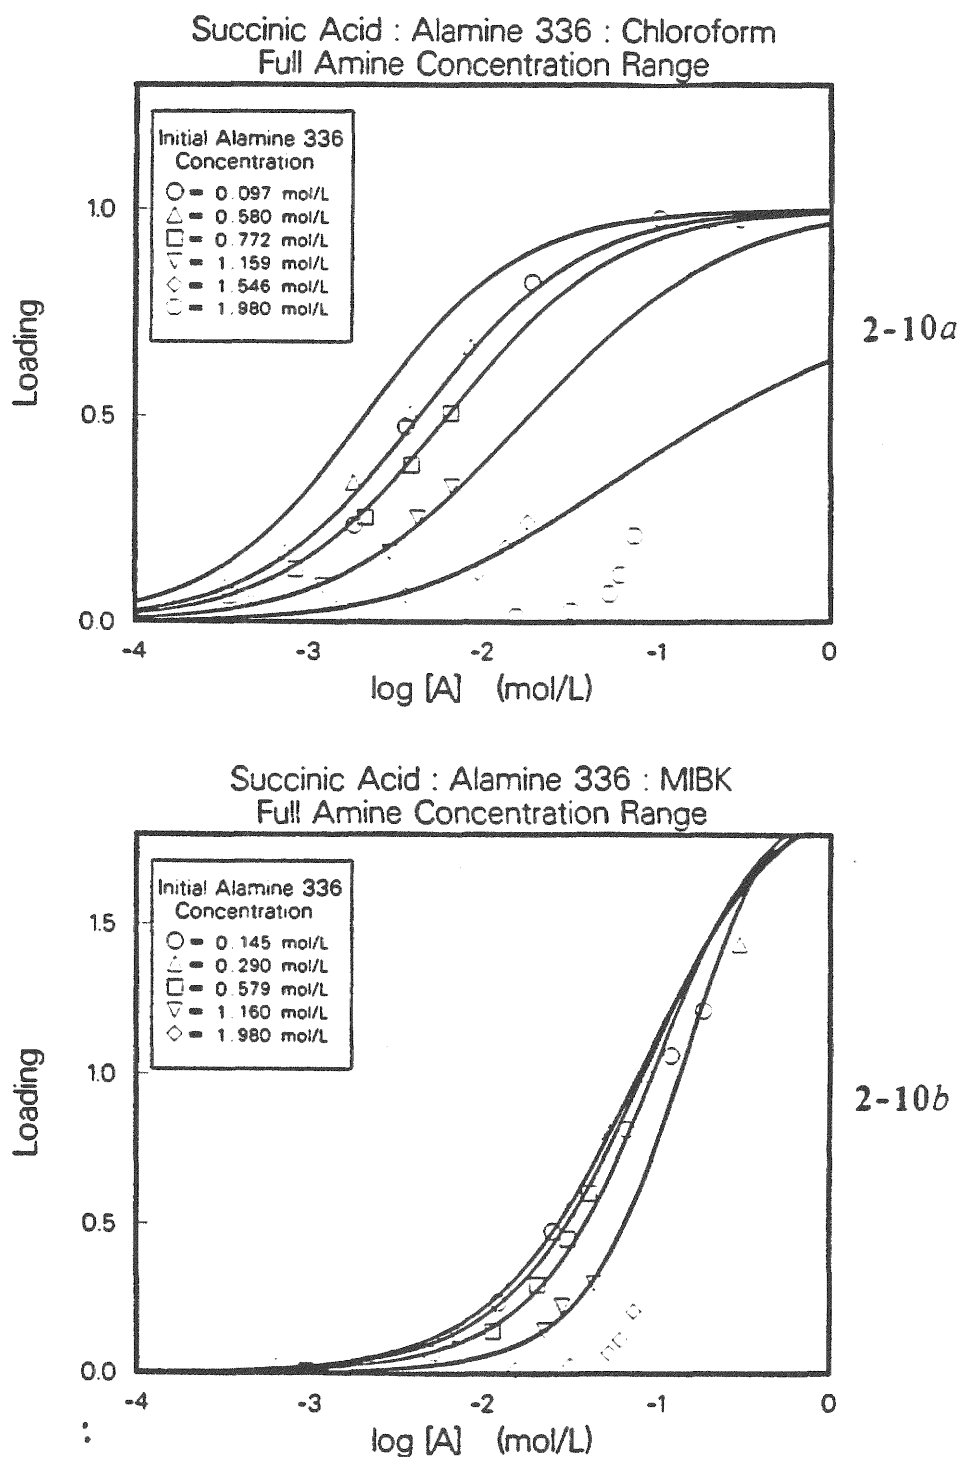 Succinic Acid : Alamine 336 : Chloroform
Full Amine Concentration Range
Initial Alamine 336
Concentration
= 0.097 mol/L
= 0.580 mol/L
= 0.772 mol/L
= 1.159 mol/L
= 1.546 mol/L
= 1.980 mol/L
1.0
0.5
0.0
Loading
-4 -3 -2 -1 0
log [A] (mol/L)
2-10a
Succinic Acid : Alamine 336 : MIBK
Full Amine Concentration Range
Initial Alamine 336
Concentration
= 0.145 mol/L
= 0.290 mol/L
= 0.579 mol/L
= 1.160 mol/L
= 1.980 mol/L
1.5
1.0
0.5
0.0
Loading
-4 -3 -2 -1 0
log [A] (mol/L)
2-10b